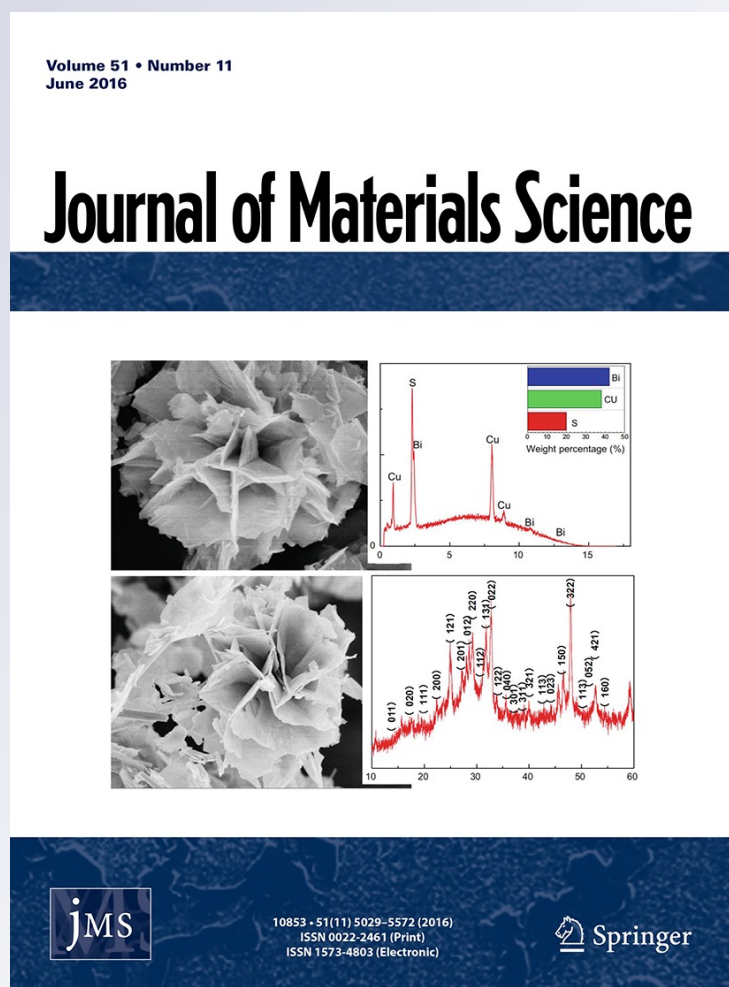 Volume 51 • Number 11
June 2016
Journal of Materials Science
S
Bi
Cu
Cu
Cu
Bi
Bi
0
0
5
10
15
Bi
CU
S
0 10 20 30 40 50
Weight percentage (%)
( 011)
( 020)
( 111)
( 200)
( 121)
( 201)
( 012)
( 220)
( 112)
( 131)
( 022)
( 122)
( 040)
( 301)
( 311)
( 321)
( 113)
( 023)
( 150)
( 322)
( 113)
( 052)
( 421)
( 160)
10 20 30 40 50 60
JMS
10853 • 51(11) 5029–5572 (2016)
ISSN 0022-2461 (Print)
ISSN 1573-4803 (Electronic)
Springer